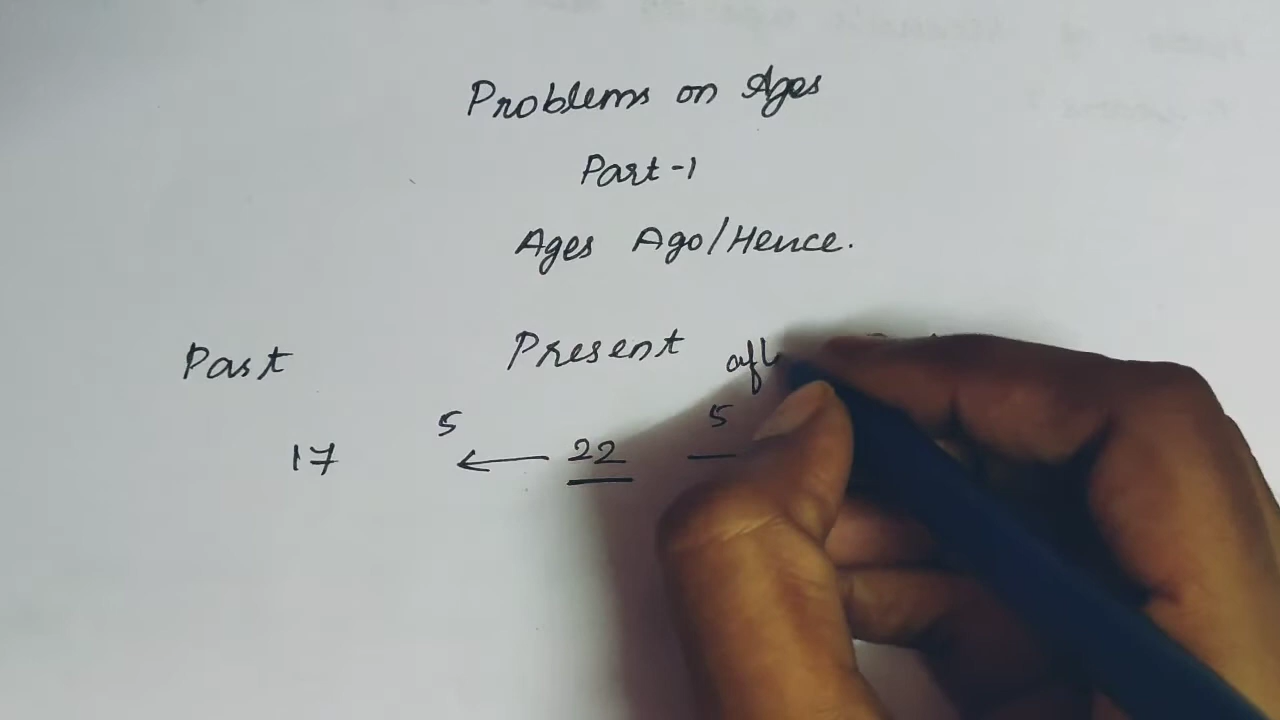 Problems on Ages
Part-1
Ages Ago/Hence.
Past Present
5 5
17 ← 22 —